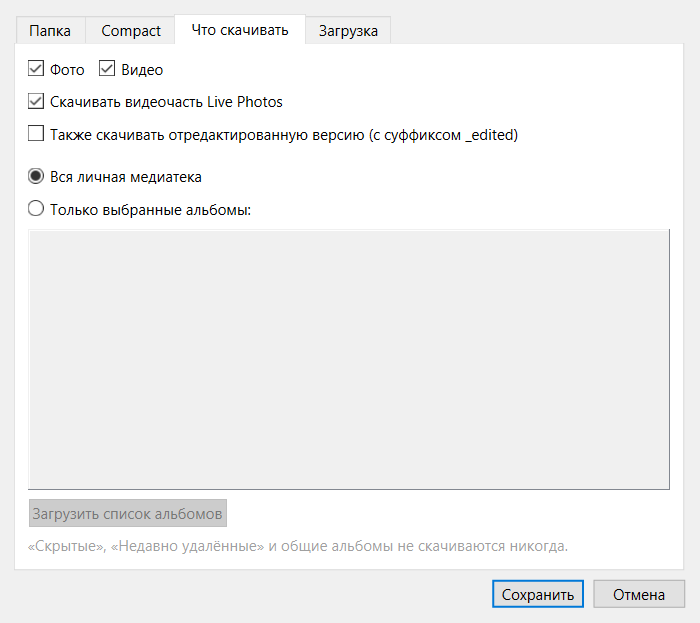 Папка Compact Что скачивать Загрузка
Фото Видео
Скачивать видеочасть Live Photos
Также скачивать отредактированную версию (с суффиксом _edited)
Вся личная медиатека
Только выбранные альбомы:
Загрузить список альбомов
«Скрытые», «Недавно удалённые» и общие альбомы не скачиваются никогда.
Сохранить Отмена